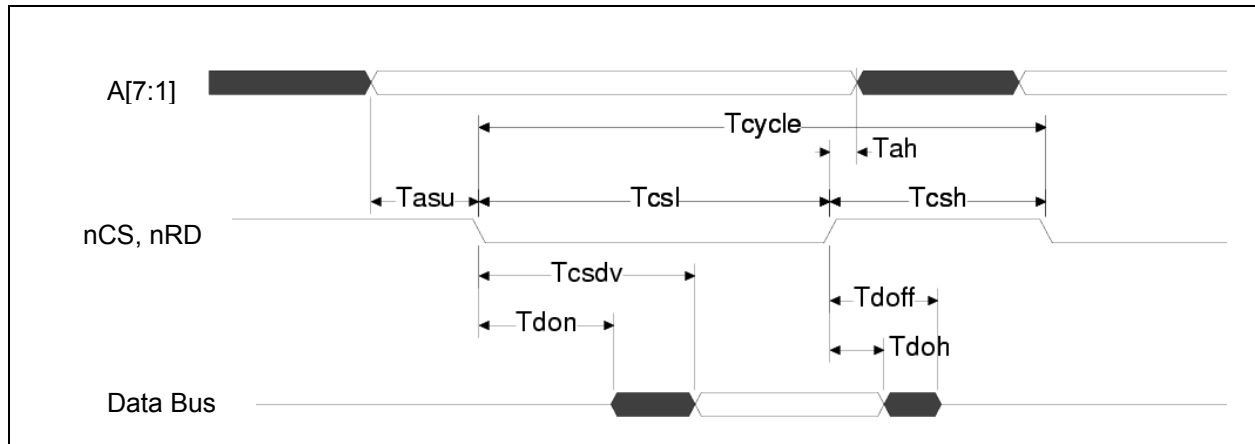 A[7:1]
Tcycle
Tah
Tasu
Tcsl
Tcsh
nCS, nRD
Tcsdv
Tdoff
Tdon
Tdoh
Data Bus